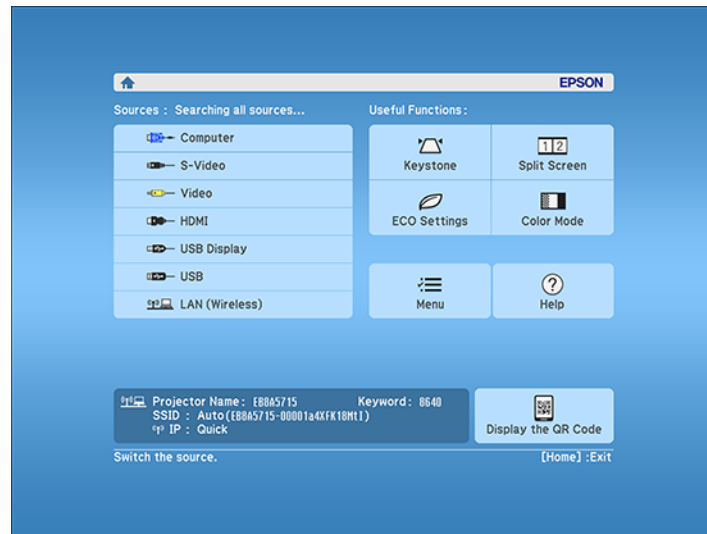 EPSON
Sources : Searching all sources...
Useful Functions:
Computer
S-Video
Video
HDMI
USB Display
USB
LAN (Wireless)
Keystone
1 2
Split Screen
ECO Settings
Color Mode
Menu
?
Help
Projector Name: EB8A5715 Keyword: 8640
SSID : Auto(EB8A5715-00001a4XFK18MtI)
IP : Quick
Display the QR Code
Switch the source.
[Home] :Exit